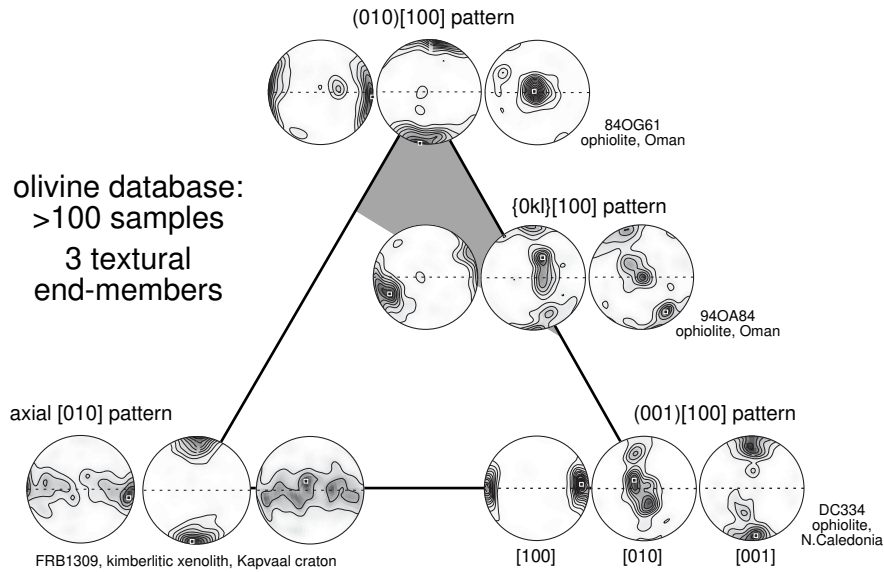 (010)[100] pattern
84OG61
ophiolite, Oman
olivine database:
>100 samples
3 textural
end-members
{0kl}[100] pattern
94OA84
ophiolite, Oman
axial [010] pattern
(001)[100] pattern
DC334
ophiolite,
N.Caledonia
FRB1309, kimberlitic xenolith, Kapvaal craton
[100]
[010]
[001]